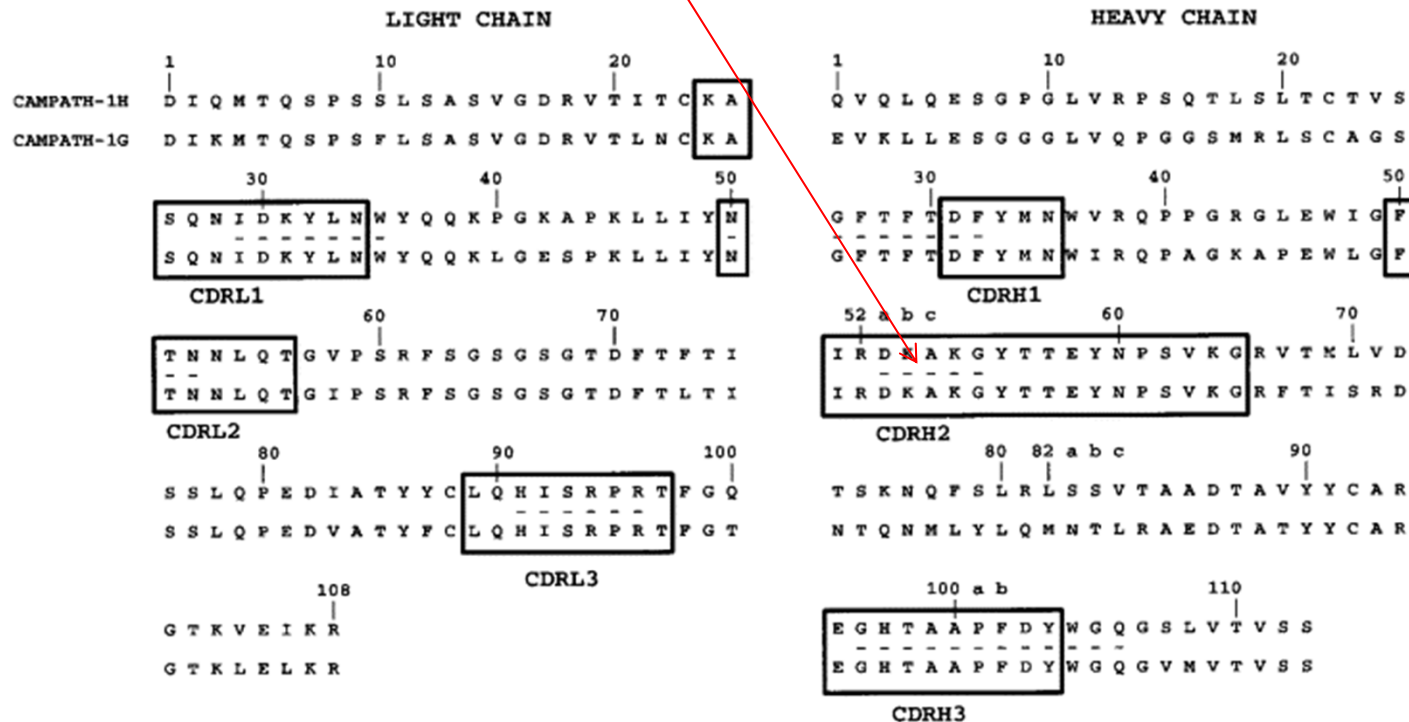 LIGHT CHAIN
1 10 20
CAMPATH-1H D I Q M T Q S P S S L S A S V G D R V T I T C K A
CAMPATH-1G D I K M T Q S P S F L S A S V G D R V T L N C K A
30 40 50
S Q N I D K Y L N W Y Q Q K P G K A P K L L I Y N
S Q N I D K Y L N W Y Q Q K L G E S P K L L I Y N
CDRL1
60 70
T N N L Q T G V P S R F S G S G S G T D F T F T I
T N N L Q T G I P S R F S G S G S G T D F T L T I
CDRL2
80 90 100
S S L Q P E D I A T Y Y C L Q H I S R P R T F G Q
S S L Q P E D V A T Y F C L Q H I S R P R T F G T
CDRL3
108
G T K V E I K R
G T K L E L K R
HEAVY CHAIN
1 10 20
Q V Q L Q E S G P G L V R P S Q T L S L T C T V S
E V K L L E S G G G L V Q P G G S M R L S C A G S
30 40 50
G F T F T D F Y M N W V R Q P P G R G L E W I G F
G F T F T D F Y M N W I R Q P A G K A P E W L G F
CDRH1
52 a b c 60 70
I R D K A K G Y T T E Y N P S V K G R V T M L V D
I R D K A K G Y T T E Y N P S V K G R F T I S R D
CDRH2
80 82 a b c 90
T S K N Q F S L R L S S V T A A D T A V Y Y C A R
N T Q N M L Y L Q M N T L R A E D T A T Y Y C A R
100 a b 110
E G H T A A P F D Y W G Q G S L V T V S S
E G H T A A P F D Y W G Q G V M V T V S S
CDRH3